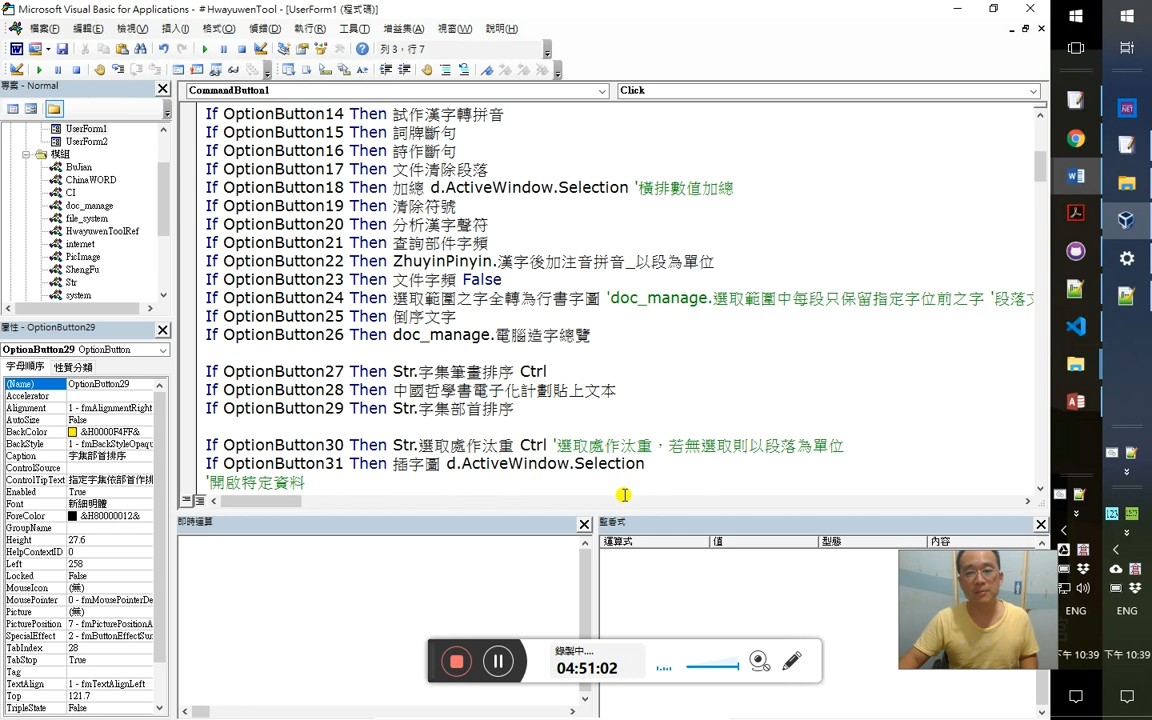 Microsoft Visual Basic for Applications - #HwayuwenTool - [UserForm1 (程式碼)]
檔案(F) 編輯(E) 檢視(V) 插入(I) 格式(O) 偵錯(D) 執行(R) 工具(T) 增益集(A) 視窗(W) 說明(H)
列 3，行 7
專案 - Normal
UserForm1
UserForm2
模組
BuJian
ChinaWORD
CI
doc_manage
file_system
HwayuwenToolRef
internet
PicImage
ShengFu
Str
system
屬性 - OptionButton29
OptionButton29 OptionButton
字母順序 性質分類
(Name) OptionButton29
Accelerator
Alignment 1 - fmAlignmentRight
AutoSize False
BackColor &H0000F4FF&
BackStyle 1 - fmBackStyleOpaqu
Caption 字集部首排序
ControlSource
ControlTipText 指定字集依部首作排
Enabled True
Font 新細明體
ForeColor &H80000012&
GroupName
Height 27.6
HelpContextID 0
Left 258
Locked False
MouseIcon (無)
MousePointer 0 - fmMousePointerDe
Picture (無)
PicturePosition 7 - fmPicturePositionA
SpecialEffect 2 - fmButtonEffectSun
TabIndex 28
TabStop True
Tag
TextAlign 1 - fmTextAlignLeft
Top 121.7
TripleState False
CommandButton1 Click
If OptionButton14 Then 試作漢字轉拼音
If OptionButton15 Then 詞牌斷句
If OptionButton16 Then 詩作斷句
If OptionButton17 Then 文件清除段落
If OptionButton18 Then 加總 d.ActiveWindow.Selection '橫排數值加總
If OptionButton19 Then 清除符號
If OptionButton20 Then 分析漢字聲符
If OptionButton21 Then 查詢部件字頻
If OptionButton22 Then ZhuyinPinyin.漢字後加注音拼音_以段為單位
If OptionButton23 Then 文件字頻 False
If OptionButton24 Then 選取範圍之字全轉為行書字圖 'doc_manage.選取範圍中每段只保留指定字位前之字 '段落文
If OptionButton25 Then 倒序文字
If OptionButton26 Then doc_manage.電腦造字總覽
If OptionButton27 Then Str.字集筆畫排序 Ctrl
If OptionButton28 Then 中國哲學書電子化計劃貼上文本
If OptionButton29 Then Str.字集部首排序
If OptionButton30 Then Str.選取處作汰重 Ctrl '選取處作汰重，若無選取則以段落為單位
If OptionButton31 Then 插字圖 d.ActiveWindow.Selection
'開啟特定資料
即時運算
監看式
運算式 值 型態 內容
錄製中....
04:51:02
ENG ENG
下午 10:39 下午 10:39